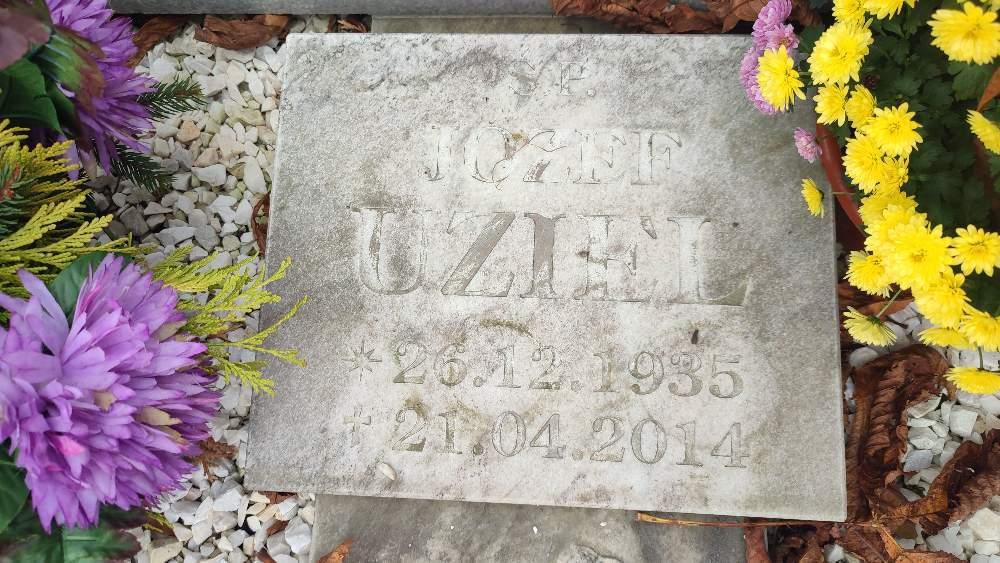 Ś.P.
JÓZEF
UZIEL
* 26.12.1935
† 21.04.2014